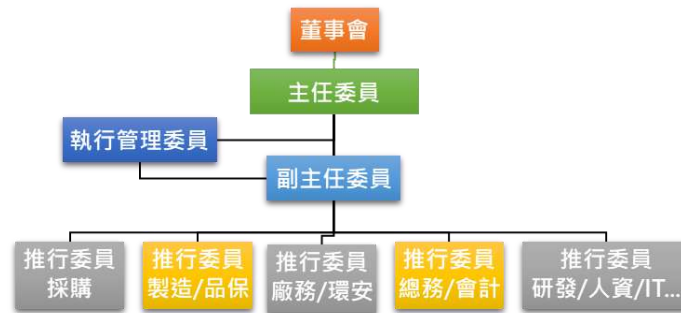 董事會
主任委員
執行管理委員
副主任委員
推行委員
採購
推行委員
製造/品保
推行委員
廠務/環安
推行委員
總務/會計
推行委員
研發/人資/IT...